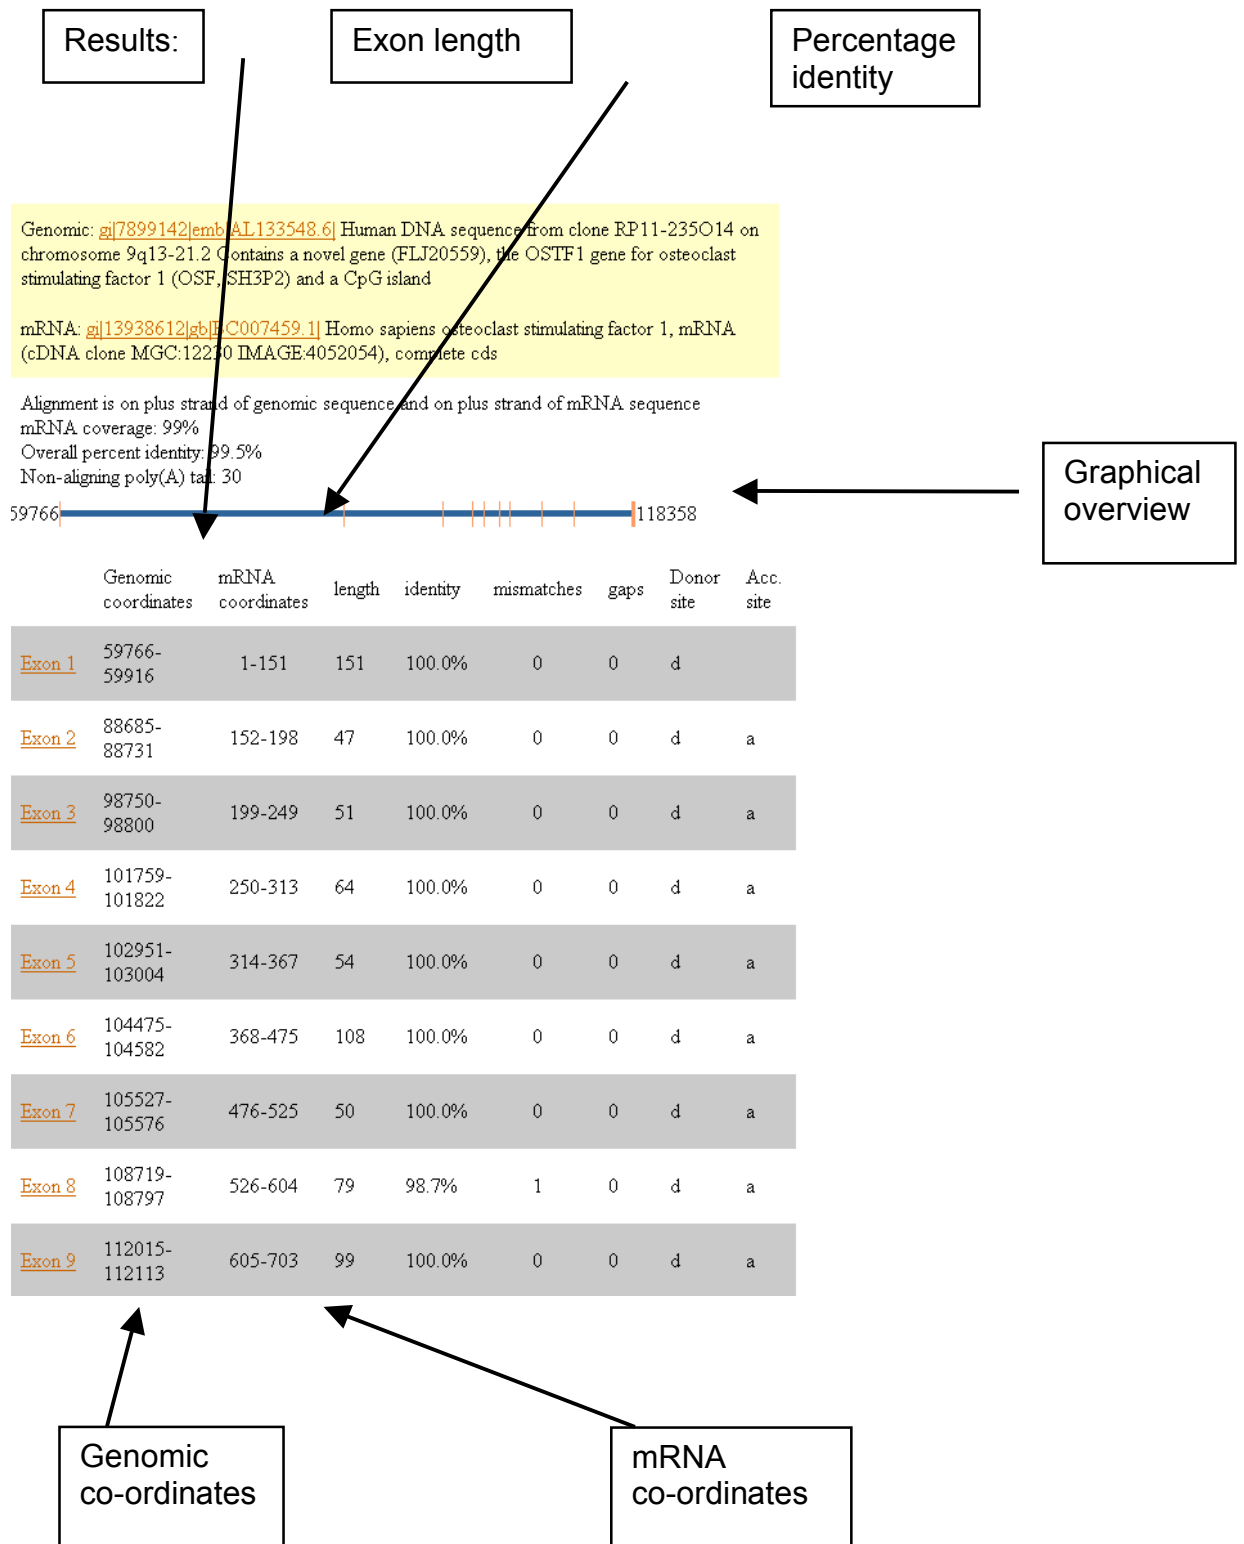 Results:
Exon length
Percentage
identity
Genomic: gi|7899142|emb|AL133548.6| Human DNA sequence from clone RP11-235O14 on
chromosome 9q13-21.2 Contains a novel gene (FLJ20559), the OSTF1 gene for osteoclast
stimulating factor 1 (OSF, SH3P2) and a CpG island
mRNA: gi|13938612|gb|BC007459.1| Homo sapiens osteoclast stimulating factor 1, mRNA
(cDNA clone MGC:12230 IMAGE:4052054), complete cds
Alignment is on plus strand of genomic sequence and on plus strand of mRNA sequence
mRNA coverage: 99%
Overall percent identity: 99.5%
Non-aligning poly(A) tail: 30
Graphical
overview
59766 118358
Genomic mRNA Donor Acc.
coordinates coordinates length identity mismatches gaps site site
Exon 1 59766-
59916 1-151 151 100.0% 0 0 d
Exon 2 88685-
88731 152-198 47 100.0% 0 0 d a
Exon 3 98750-
98800 199-249 51 100.0% 0 0 d a
Exon 4 101759-
101822 250-313 64 100.0% 0 0 d a
Exon 5 102951-
103004 314-367 54 100.0% 0 0 d a
Exon 6 104475-
104582 368-475 108 100.0% 0 0 d a
Exon 7 105527-
105576 476-525 50 100.0% 0 0 d a
Exon 8 108719-
108797 526-604 79 98.7% 1 0 d a
Exon 9 112015-
112113 605-703 99 100.0% 0 0 d a
Genomic
co-ordinates
mRNA
co-ordinates